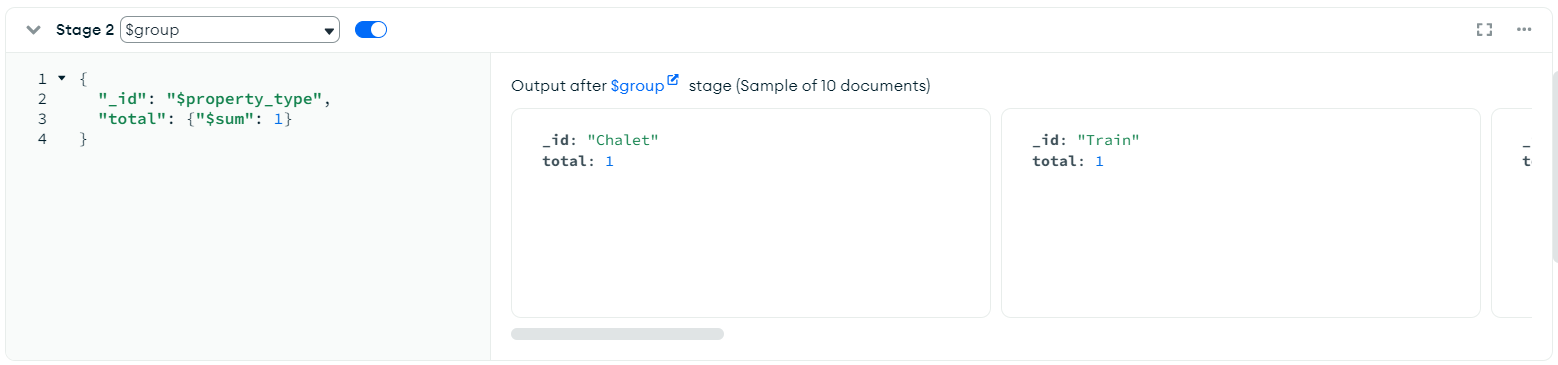 Stage 2 $group
1 {
2 "_id": "$property_type",
3 "total": {"$sum": 1}
4 }
Output after $group stage (Sample of 10 documents)
_id: "Chalet"
total: 1
_id: "Train"
total: 1